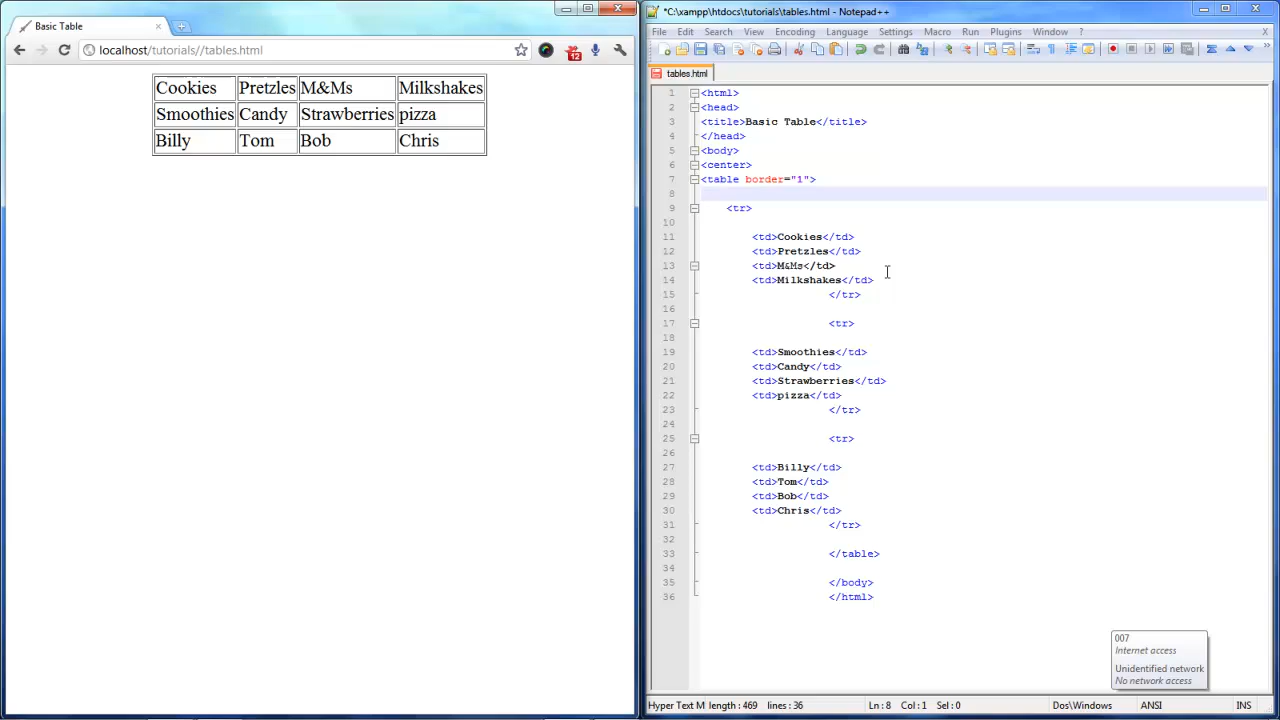 Basic Table
localhost/tutorials//tables.html
12
Cookies Pretzles M&Ms Milkshakes
Smoothies Candy Strawberries pizza
Billy Tom Bob Chris
*C:\xampp\htdocs\tutorials\tables.html - Notepad++
File Edit Search View Encoding Language Settings Macro Run Plugins Window ? X
tables.html
1 <html>
2 <head>
3 <title>Basic Table</title>
4 </head>
5 <body>
6 <center>
7 <table border="1">
8
9 <tr>
10
11 <td>Cookies</td>
12 <td>Pretzles</td>
13 <td>M&Ms</td>
14 <td>Milkshakes</td>
15 </tr>
16
17 <tr>
18
19 <td>Smoothies</td>
20 <td>Candy</td>
21 <td>Strawberries</td>
22 <td>pizza</td>
23 </tr>
24
25 <tr>
26
27 <td>Billy</td>
28 <td>Tom</td>
29 <td>Bob</td>
30 <td>Chris</td>
31 </tr>
32
33 </table>
34
35 </body>
36 </html>
007
Internet access
Unidentified network
No network access
Hyper Text M length : 469 lines : 36 Ln : 8 Col : 1 Sel : 0 Dos\Windows ANSI INS